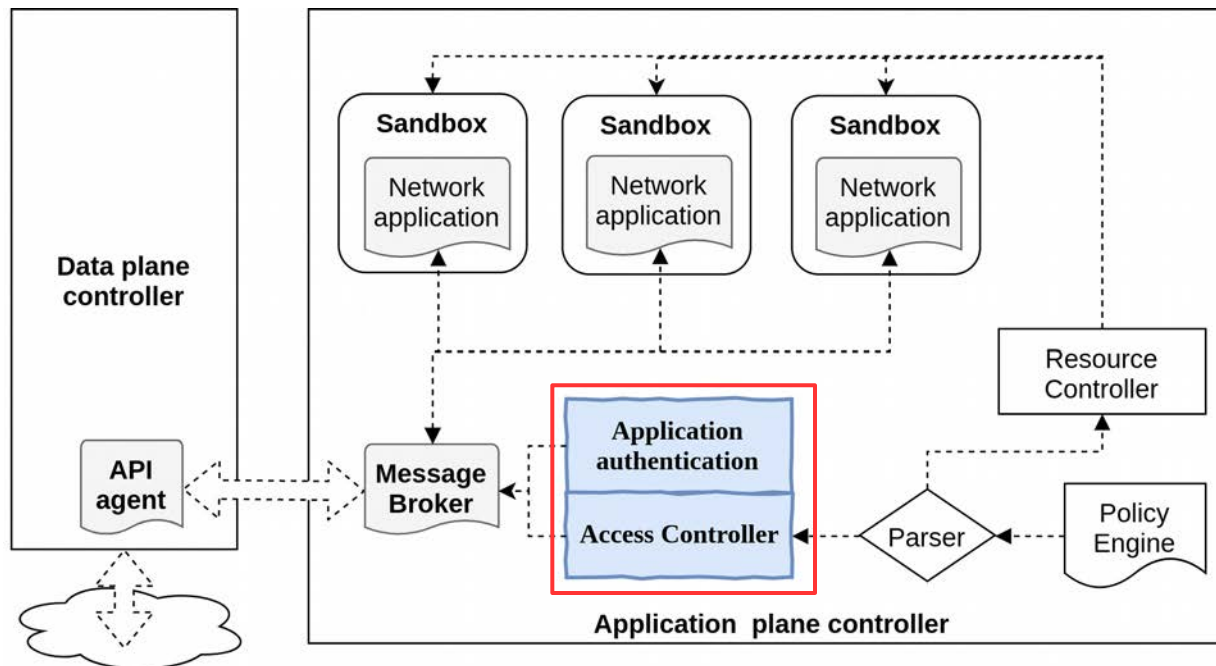 Sandbox
Network
application
Sandbox
Network
application
Sandbox
Network
application
Data plane
controller
API
agent
Message
Broker
Application
authentication
Access Controller
Parser
Resource
Controller
Policy
Engine
Application plane controller